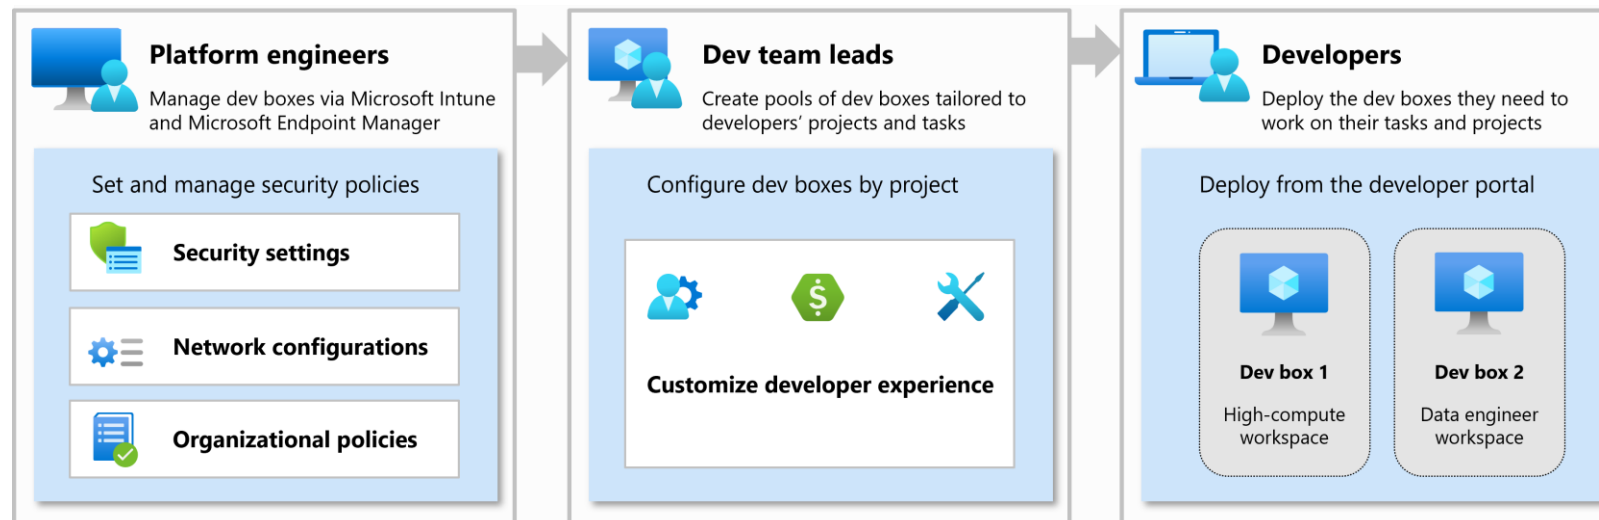 Platform engineers
Manage dev boxes via Microsoft Intune
and Microsoft Endpoint Manager
Set and manage security policies
Security settings
Network configurations
Organizational policies
Dev team leads
Create pools of dev boxes tailored to
developers’ projects and tasks
Configure dev boxes by project
$
Customize developer experience
Developers
Deploy the dev boxes they need to
work on their tasks and projects
Deploy from the developer portal
Dev box 1
High-compute
workspace
Dev box 2
Data engineer
workspace